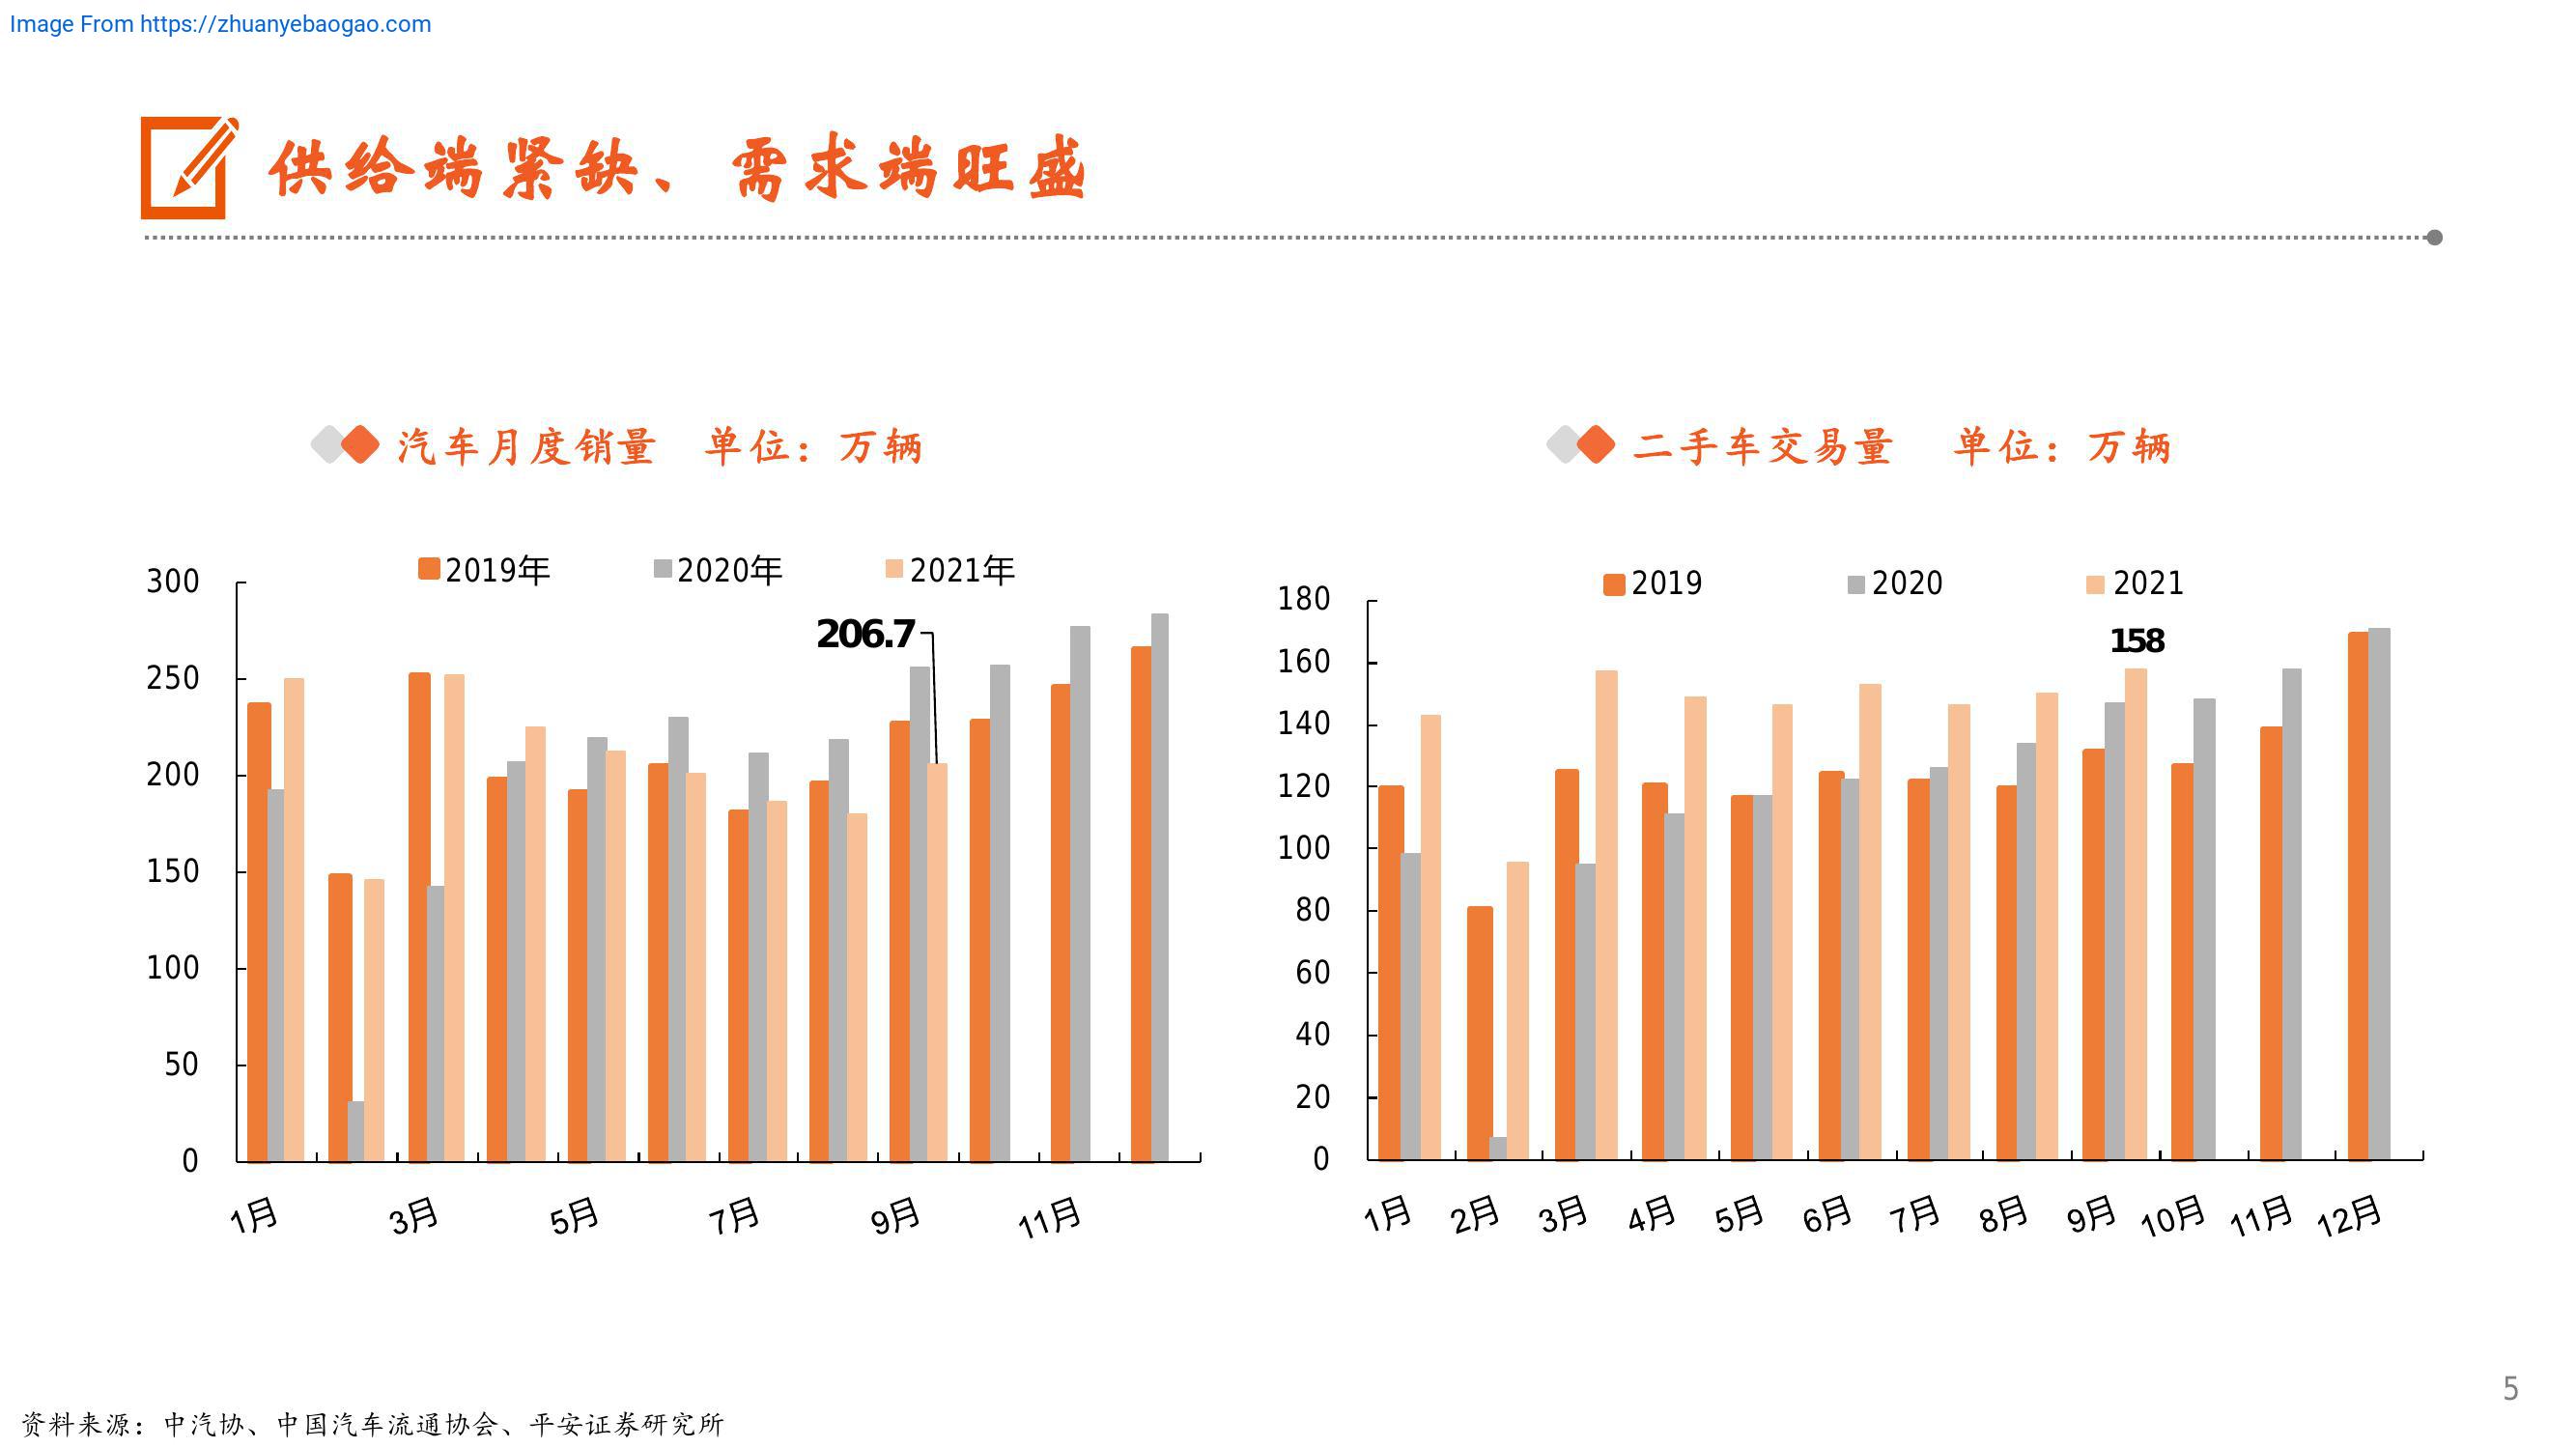 Image From https://zhuanyebaogao.com
供给端紧缺、需求端旺盛
汽车月度销量 单位：万辆
2019年 2020年 2021年
206.7
300
250
200
150
100
50
0
1月 3月 5月 7月 9月 11月
二手车交易量 单位：万辆
2019 2020 2021
158
180
160
140
120
100
80
60
40
20
0
1月 2月 3月 4月 5月 6月 7月 8月 9月 10月 11月 12月
资料来源：中汽协、中国汽车流通协会、平安证券研究所
5